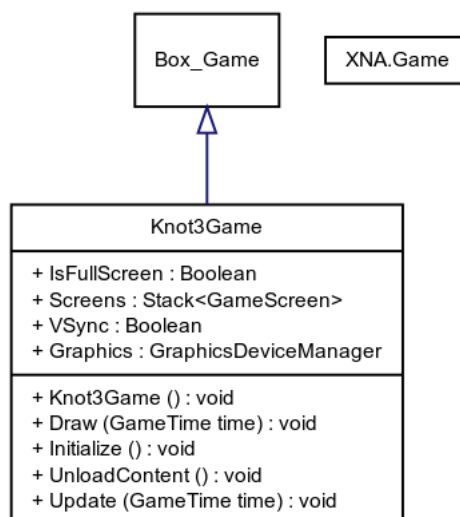 Box_Game
XNA.Game
Knot3Game
+ IsFullScreen : Boolean
+ Screens : Stack<GameScreen>
+ VSync : Boolean
+ Graphics : GraphicsDeviceManager
+ Knot3Game () : void
+ Draw (GameTime time) : void
+ Initialize () : void
+ UnloadContent () : void
+ Update (GameTime time) : void